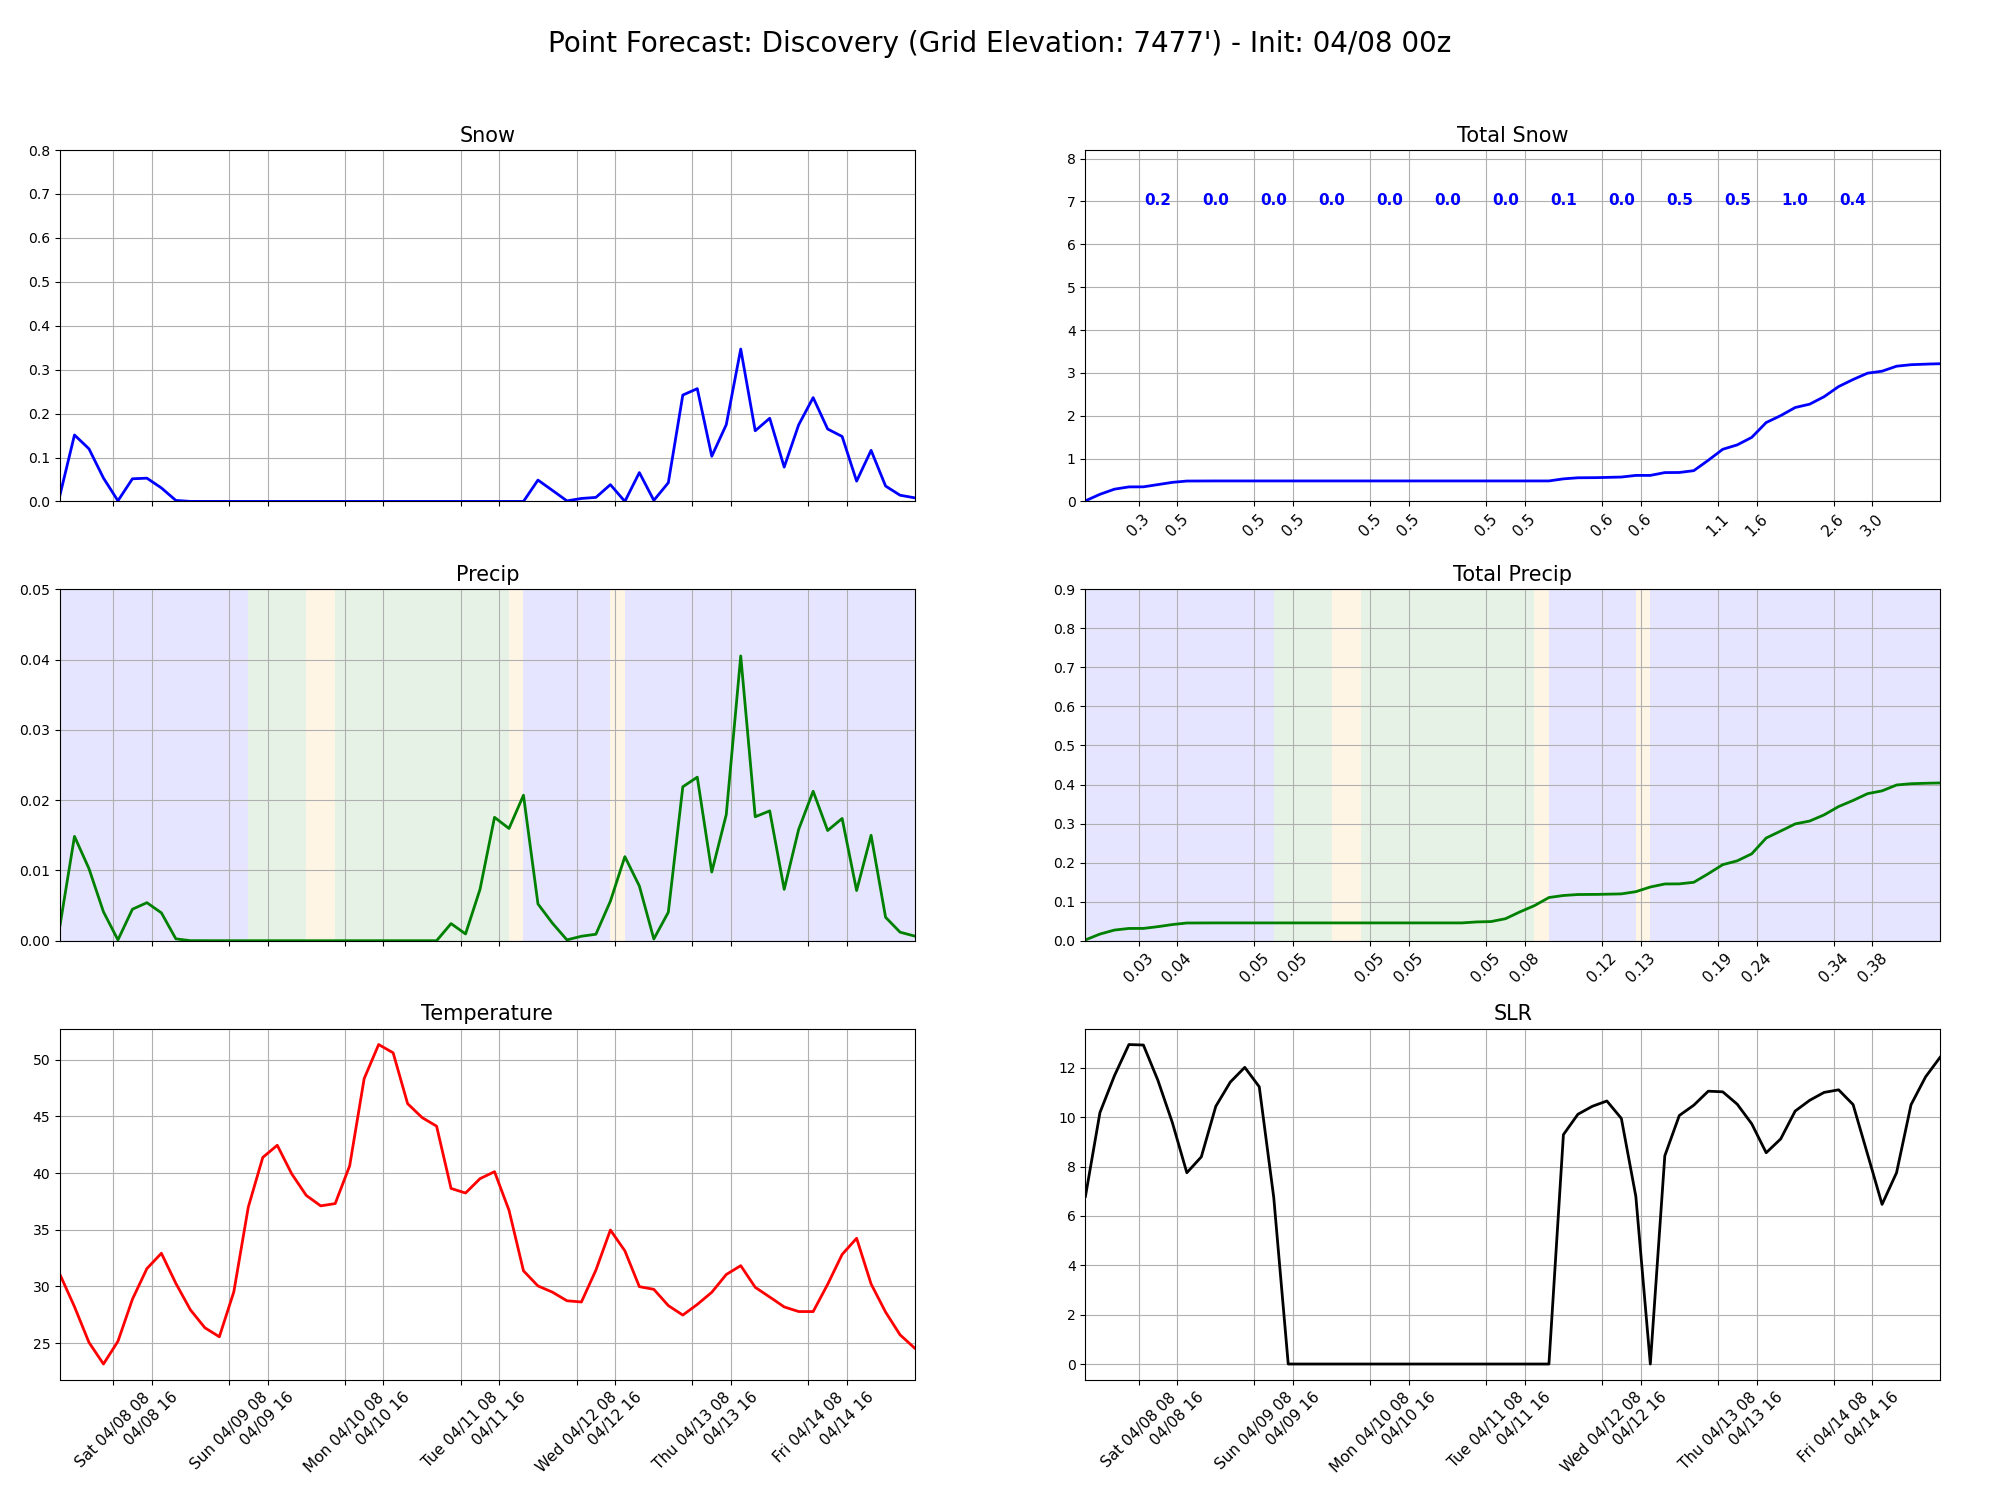 Point Forecast: Discovery (Grid Elevation: 7477') - Init: 04/08 00z
Snow
0.8
0.7
0.6
0.5
0.4
0.3
0.2
0.1
0.0
Total Snow
8
7
6
5
4
3
2
1
0
0.2 0.0 0.0 0.0 0.0 0.0 0.0 0.1 0.0 0.5 0.5 1.0 0.4
0.3 0.5 0.5 0.5 0.5 0.5 0.5 0.5 0.6 0.6 1.1 1.6 2.6 3.0
Precip
0.05
0.04
0.03
0.02
0.01
0.00
Total Precip
0.9
0.8
0.7
0.6
0.5
0.4
0.3
0.2
0.1
0.0
0.03 0.04 0.05 0.05 0.05 0.05 0.05 0.08 0.12 0.13 0.19 0.24 0.34 0.38
Temperature
50
45
40
35
30
25
Sat 04/08 08
04/08 16
Sun 04/09 08
04/09 16
Mon 04/10 08
04/10 16
Tue 04/11 08
04/11 16
Wed 04/12 08
04/12 16
Thu 04/13 08
04/13 16
Fri 04/14 08
04/14 16
SLR
12
10
8
6
4
2
0
Sat 04/08 08
04/08 16
Sun 04/09 08
04/09 16
Mon 04/10 08
04/10 16
Tue 04/11 08
04/11 16
Wed 04/12 08
04/12 16
Thu 04/13 08
04/13 16
Fri 04/14 08
04/14 16